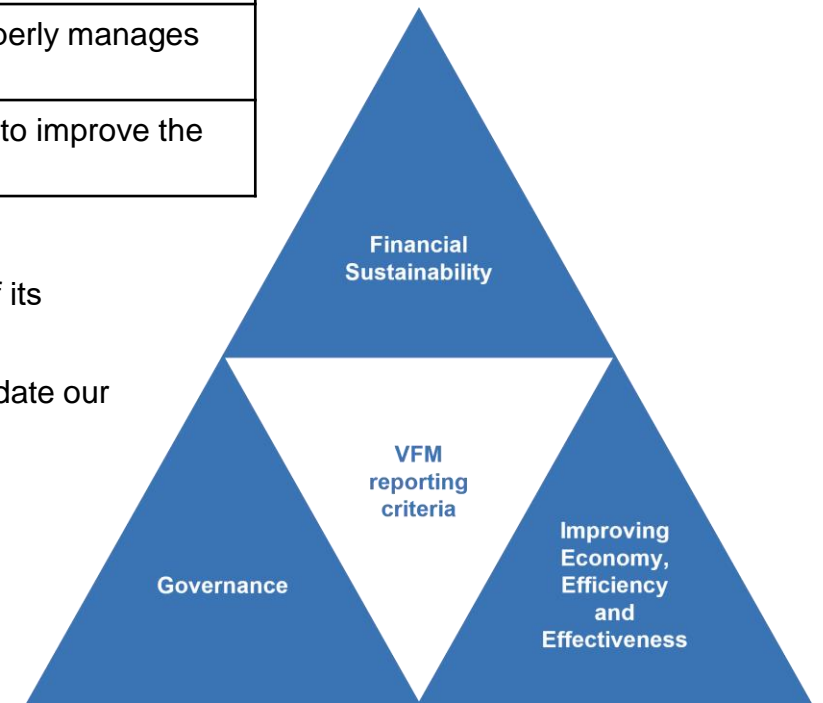 perly manages
to improve the
its
date our
Financial
Sustainability
VFM
reporting
criteria
Governance
Improving
Economy,
Efficiency
and
Effectiveness